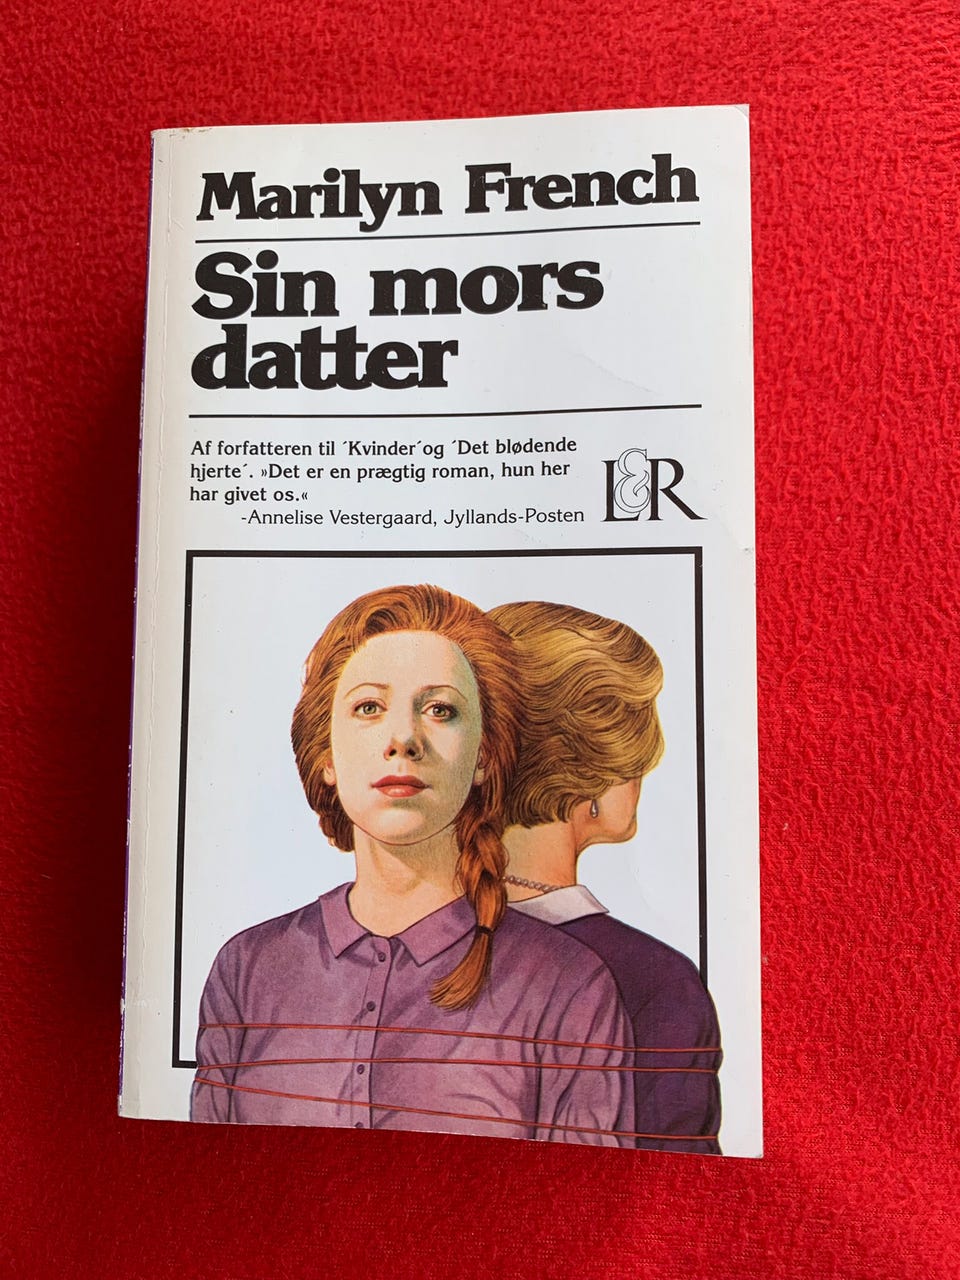 Marilyn French
Sin mors
datter
Af forfatteren til ´Kvinder´og ´Det blødende
hjerte´. »Det er en prægtig roman, hun her
har givet os.«
-Annelise Vestergaard, Jyllands-Posten
L&R